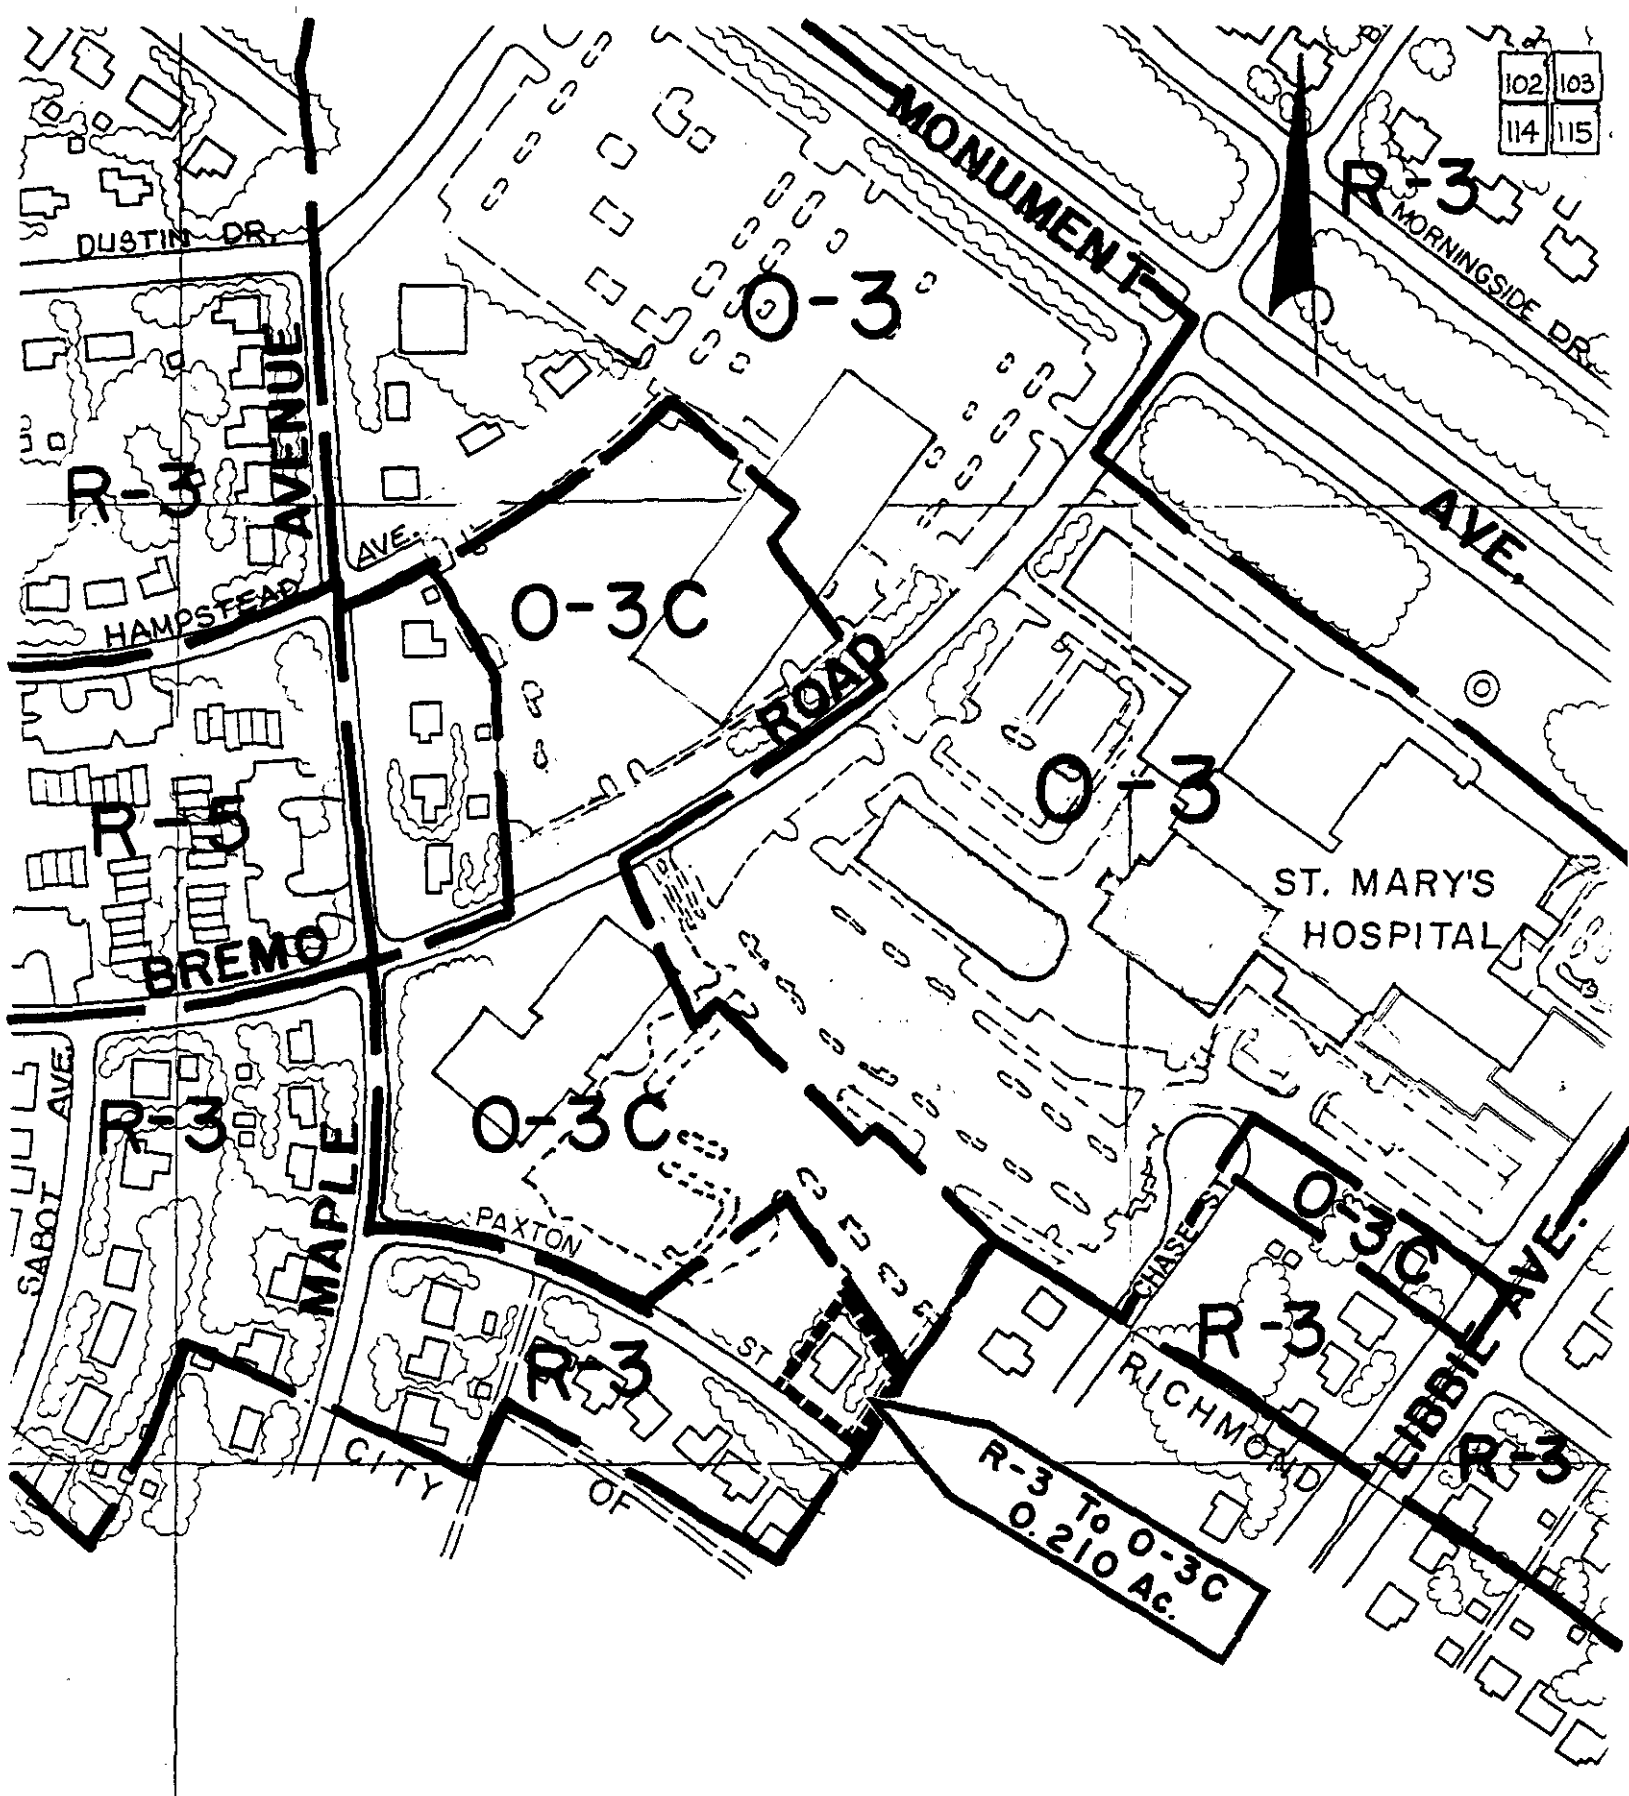 102 103
114 115
MONUMENT AVE.
R-3
MORNINGSIDE DR.
DUSTIN DR.
O-3
R-3
MAPLE AVENUE
HAMPSTEAD AVE.
O-3C
BREMO ROAD
O-3
R-5
ST. MARY'S
HOSPITAL
SABOT AVE.
R-3
O-3C
PAXTON ST
CHASE ST
O-3C
R-3
LIBBIE AVE.
R-3
CITY OF RICHMOND
R-3
R-3 To O-3C
0.210 Ac.